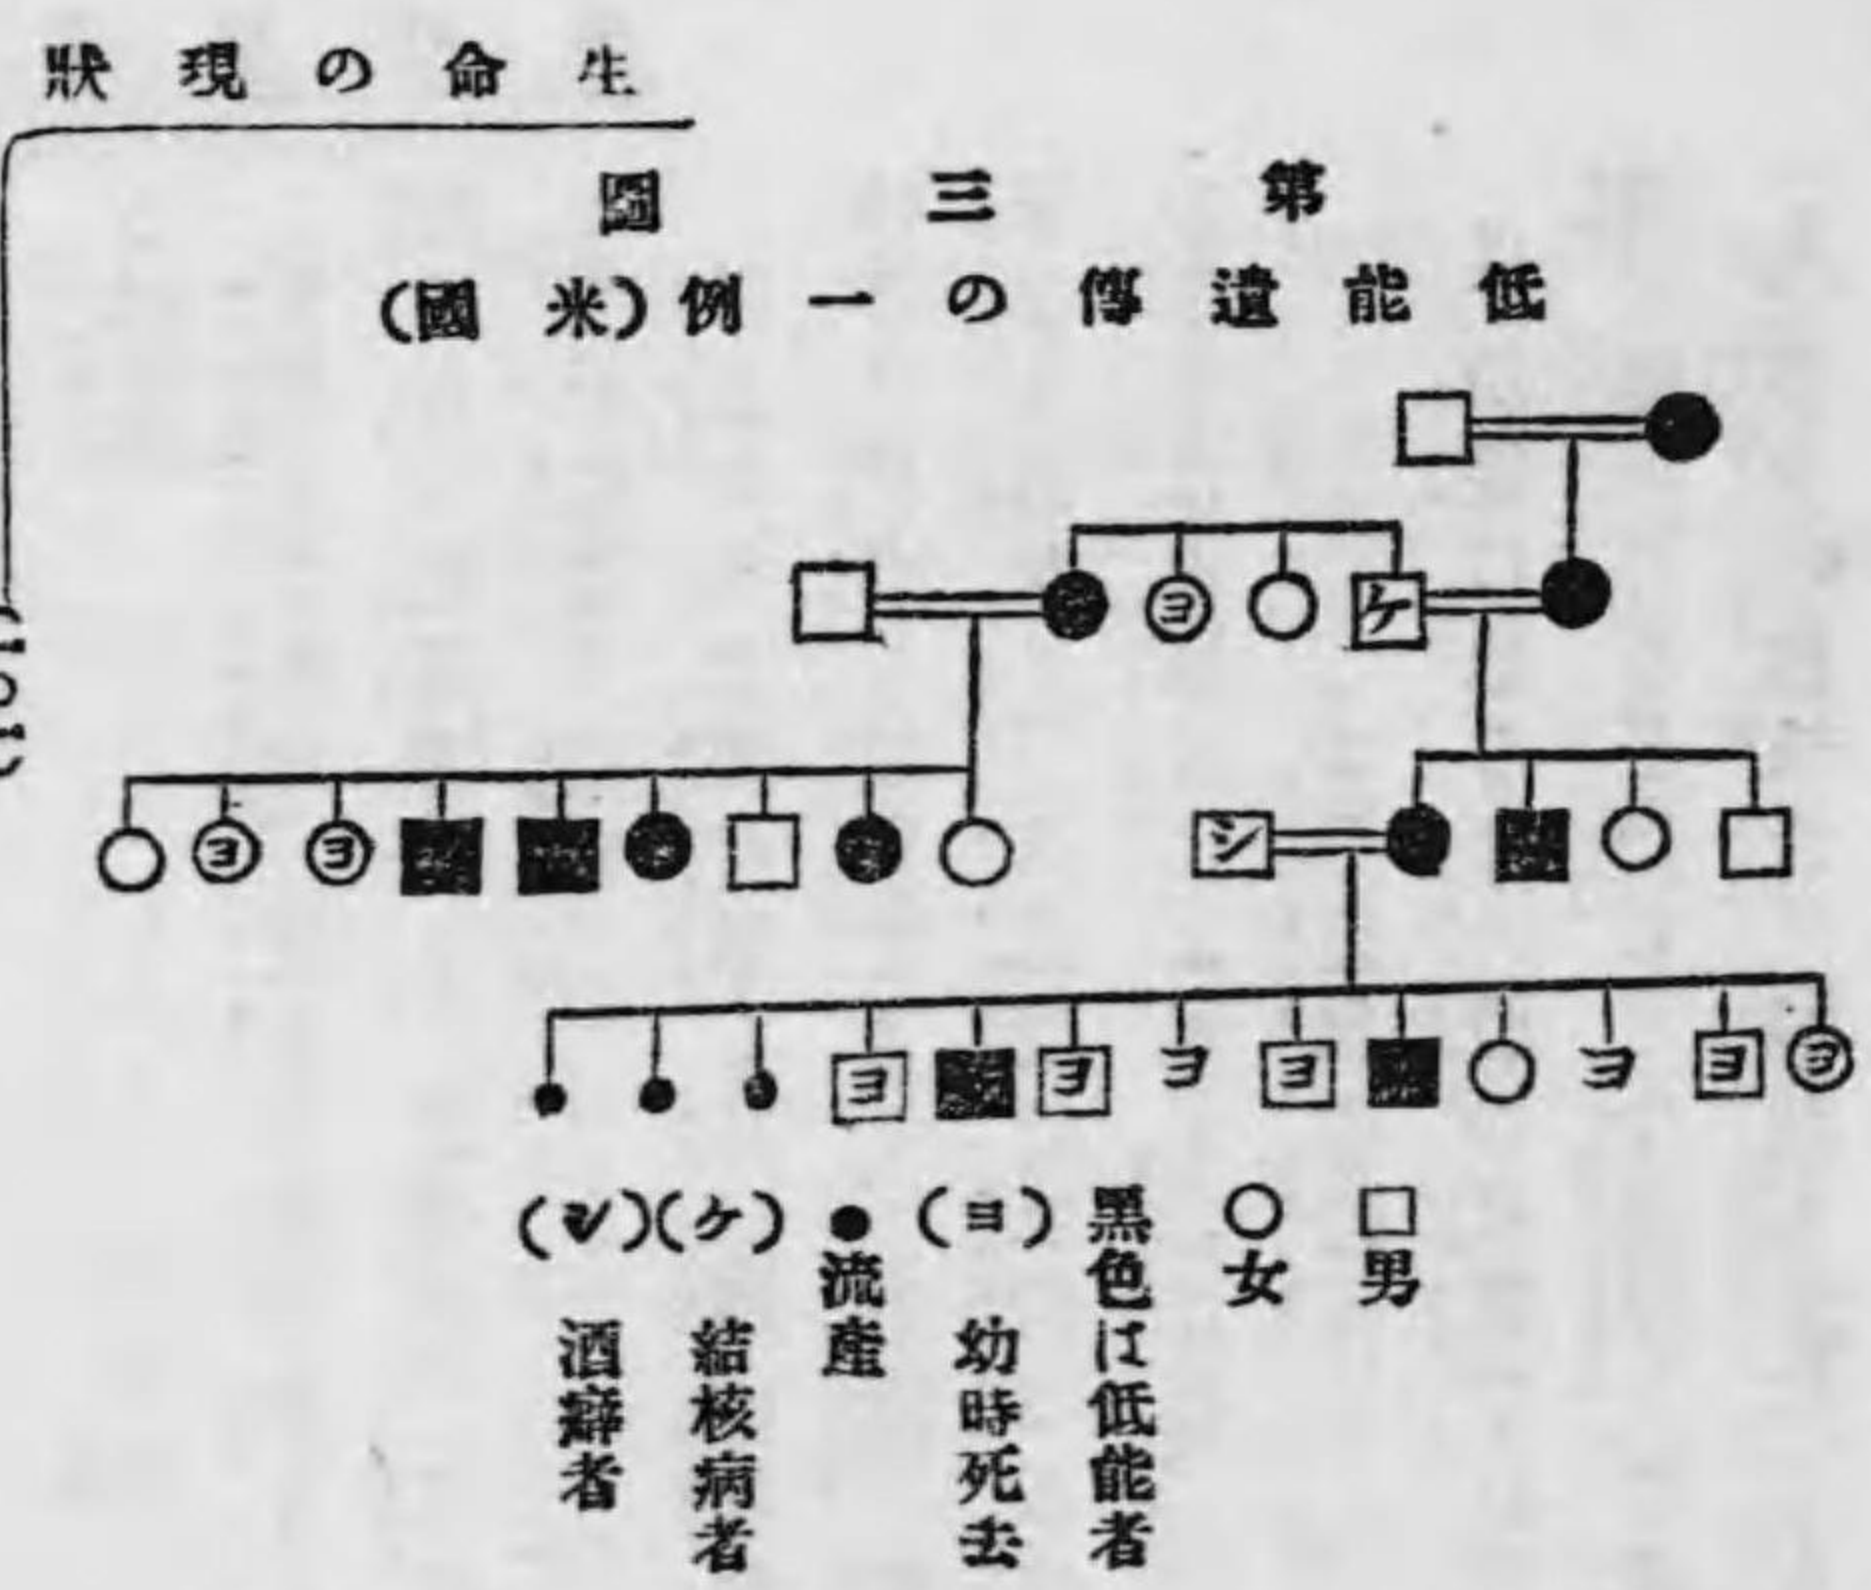 生命の現狀
第三圖
低能遺傳の一例(米國)
ケ
ヨ
シ
ヨ
ヨ
ヨ
ヨ
ヨ
ヨ
ヨ
ヨ
ヨ
□男
○女
黑色は低能者
(ヨ)幼時死去
●流產
(ケ)結核病者
(シ)酒癖者